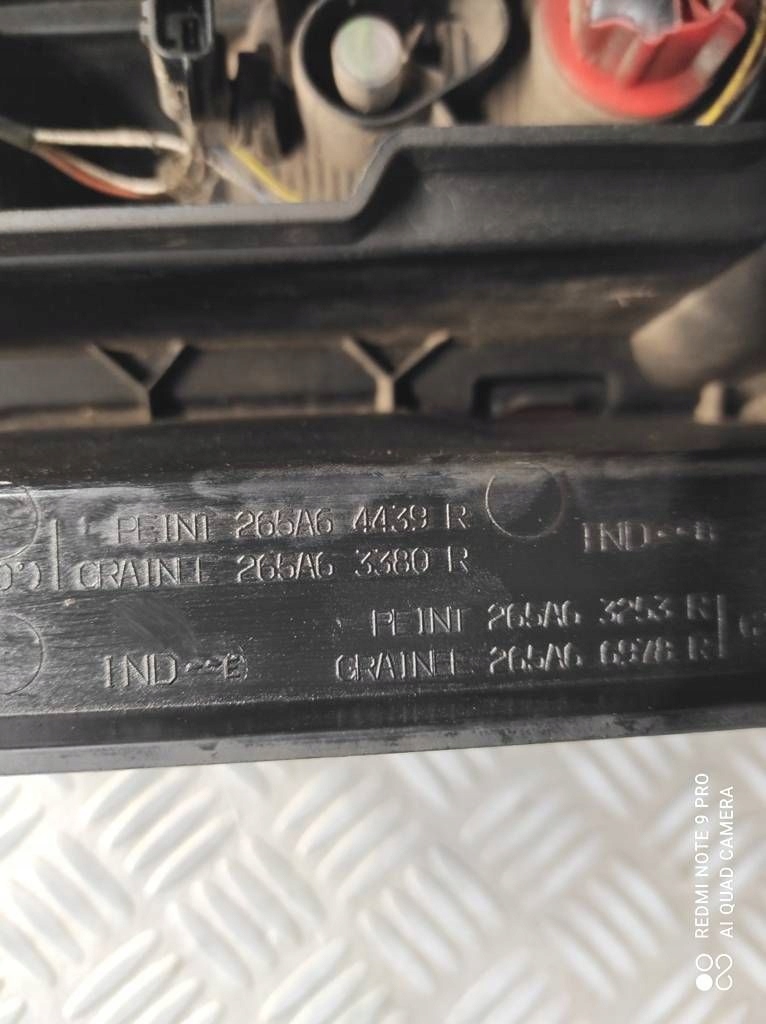 PEINT 265A6 4439 R
GRAINE 265A6 3380 R
IND
PEINT 265A6 3253 R
GRAINE 265A6 6978 R
IND
REDMI NOTE 9 PRO
AI QUAD CAMERA